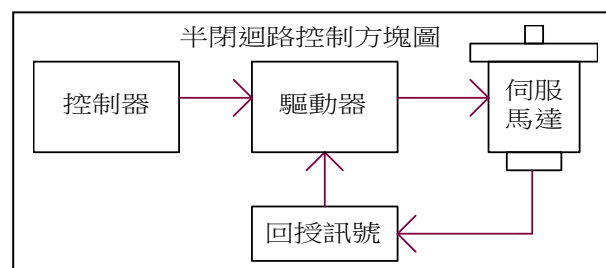 半閉迴路控制方塊圖
控制器
驅動器
伺服
馬達
回授訊號